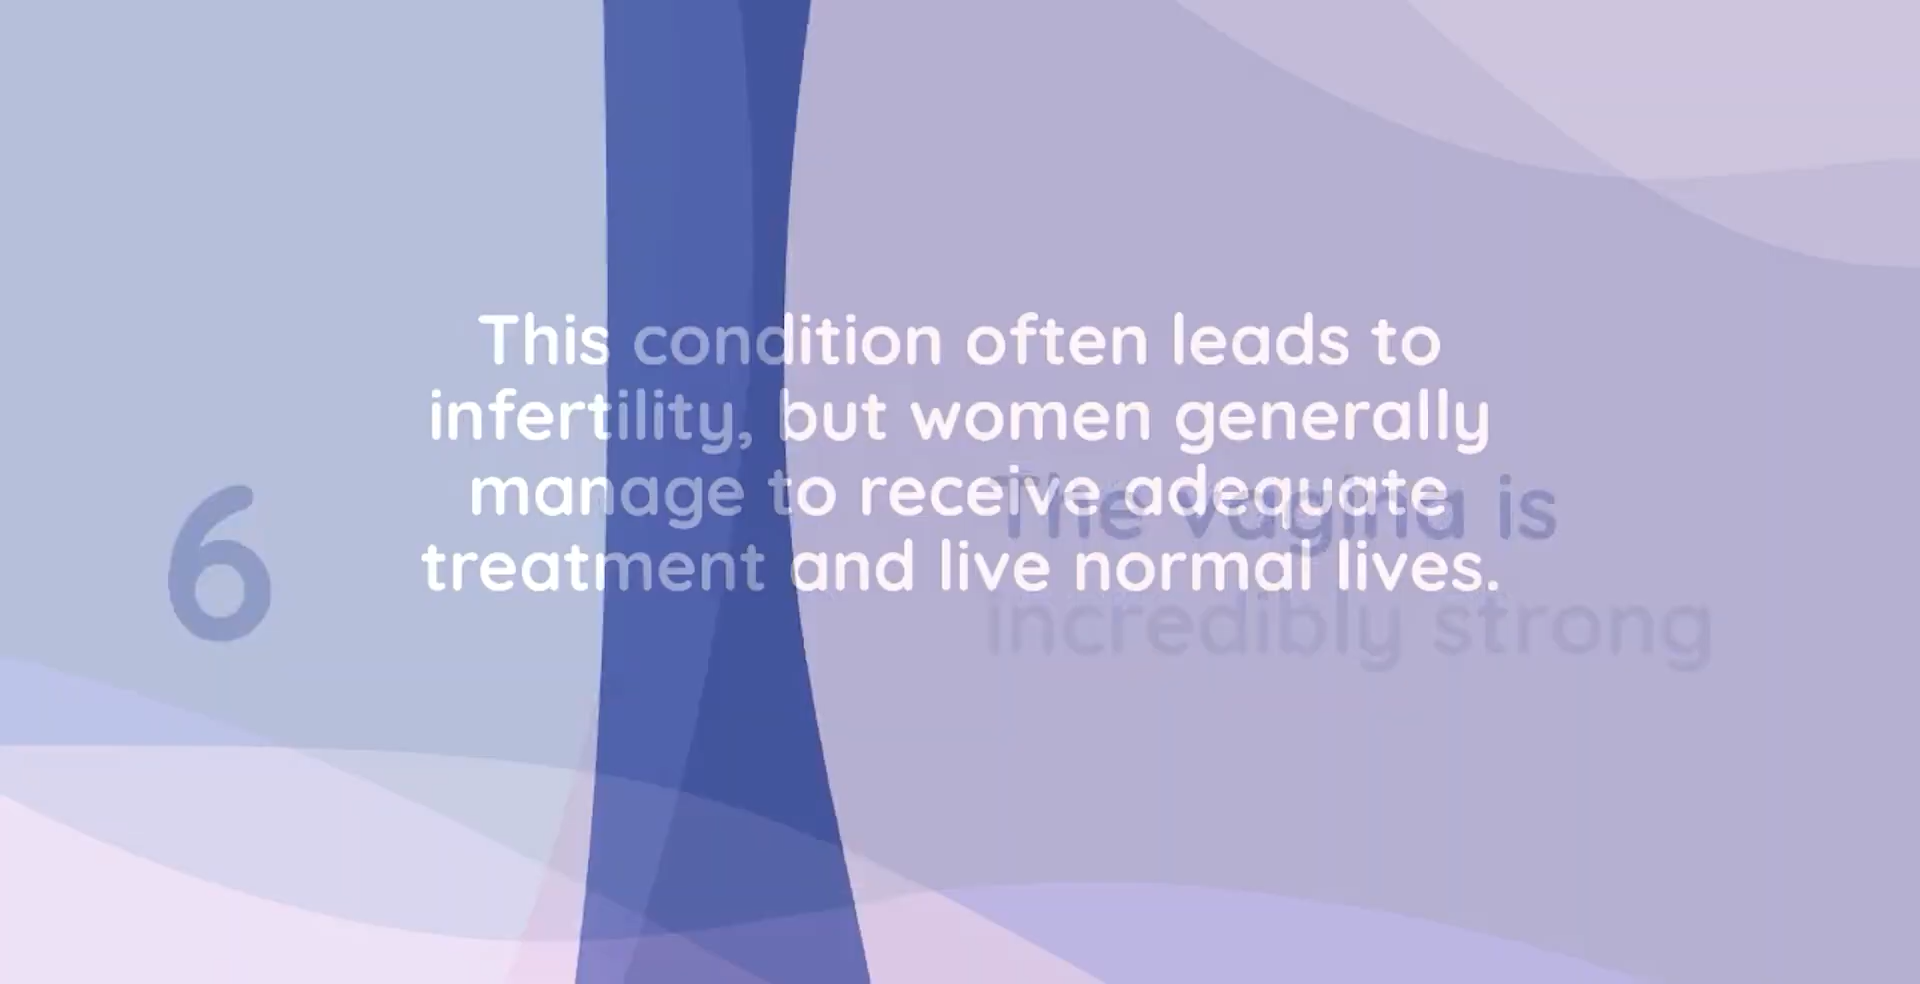 This condition often leads to
infertility, but women generally
manage to receive adequate
treatment and live normal lives.
6
The vagina is
incredibly strong